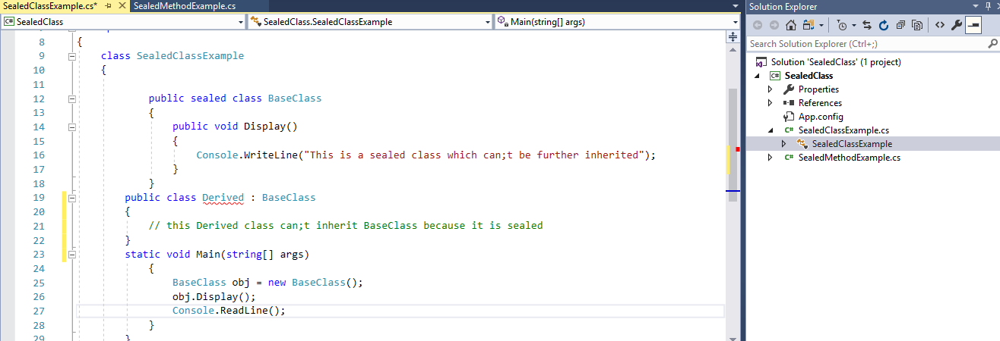 SealedClassExample.cs*
SealedMethodExample.cs
SealedClass
SealedClass.SealedClassExample
Main(string[] args)
8 {
9 class SealedClassExample
10 {
11
12 public sealed class BaseClass
13 {
14 public void Display()
15 {
16 Console.WriteLine("This is a sealed class which can;t be further inherited");
17 }
18 }
19 public class Derived : BaseClass
20 {
21 // this Derived class can;t inherit BaseClass because it is sealed
22 }
23 static void Main(string[] args)
24 {
25 BaseClass obj = new BaseClass();
26 obj.Display();
27 Console.ReadLine();
28 }
29 }
Solution Explorer
Search Solution Explorer (Ctrl+;)
Solution 'SealedClass' (1 project)
C# SealedClass
Properties
References
App.config
C# SealedClassExample.cs
SealedClassExample
C# SealedMethodExample.cs